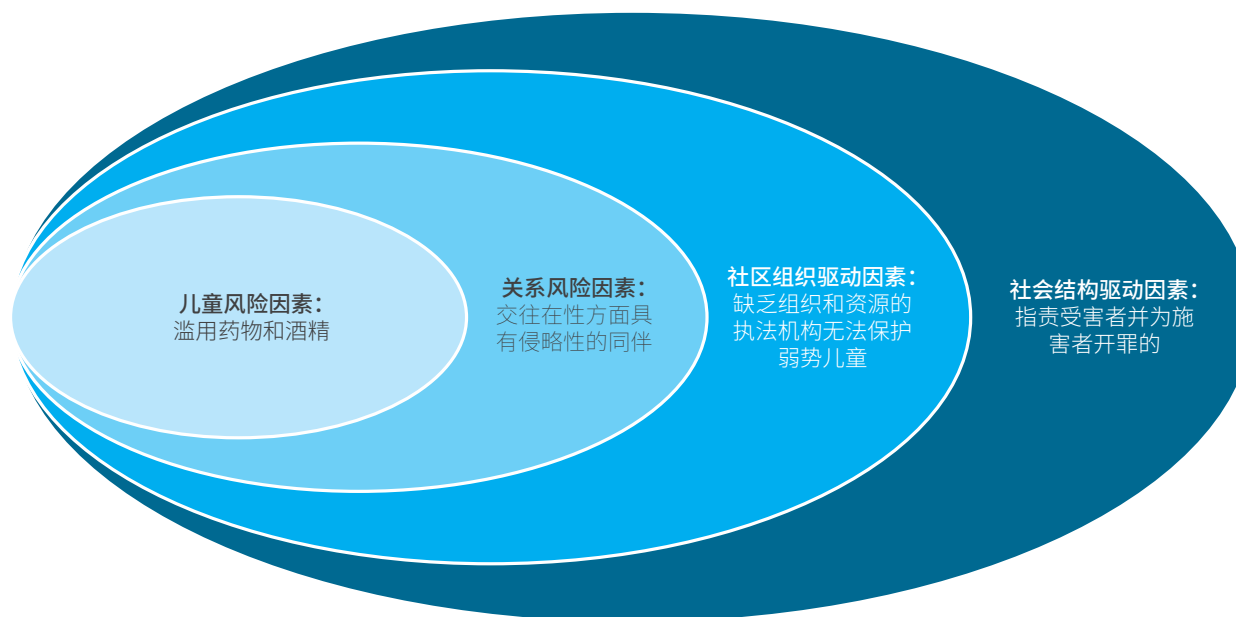 儿童风险因素：
滥用药物和酒精
关系风险因素：
交往在性方面具
有侵略性的同伴
社区组织驱动因素：
缺乏组织和资源的
执法机构无法保护
弱势儿童
社会结构驱动因素：
指责受害者并为施
害者开罪的